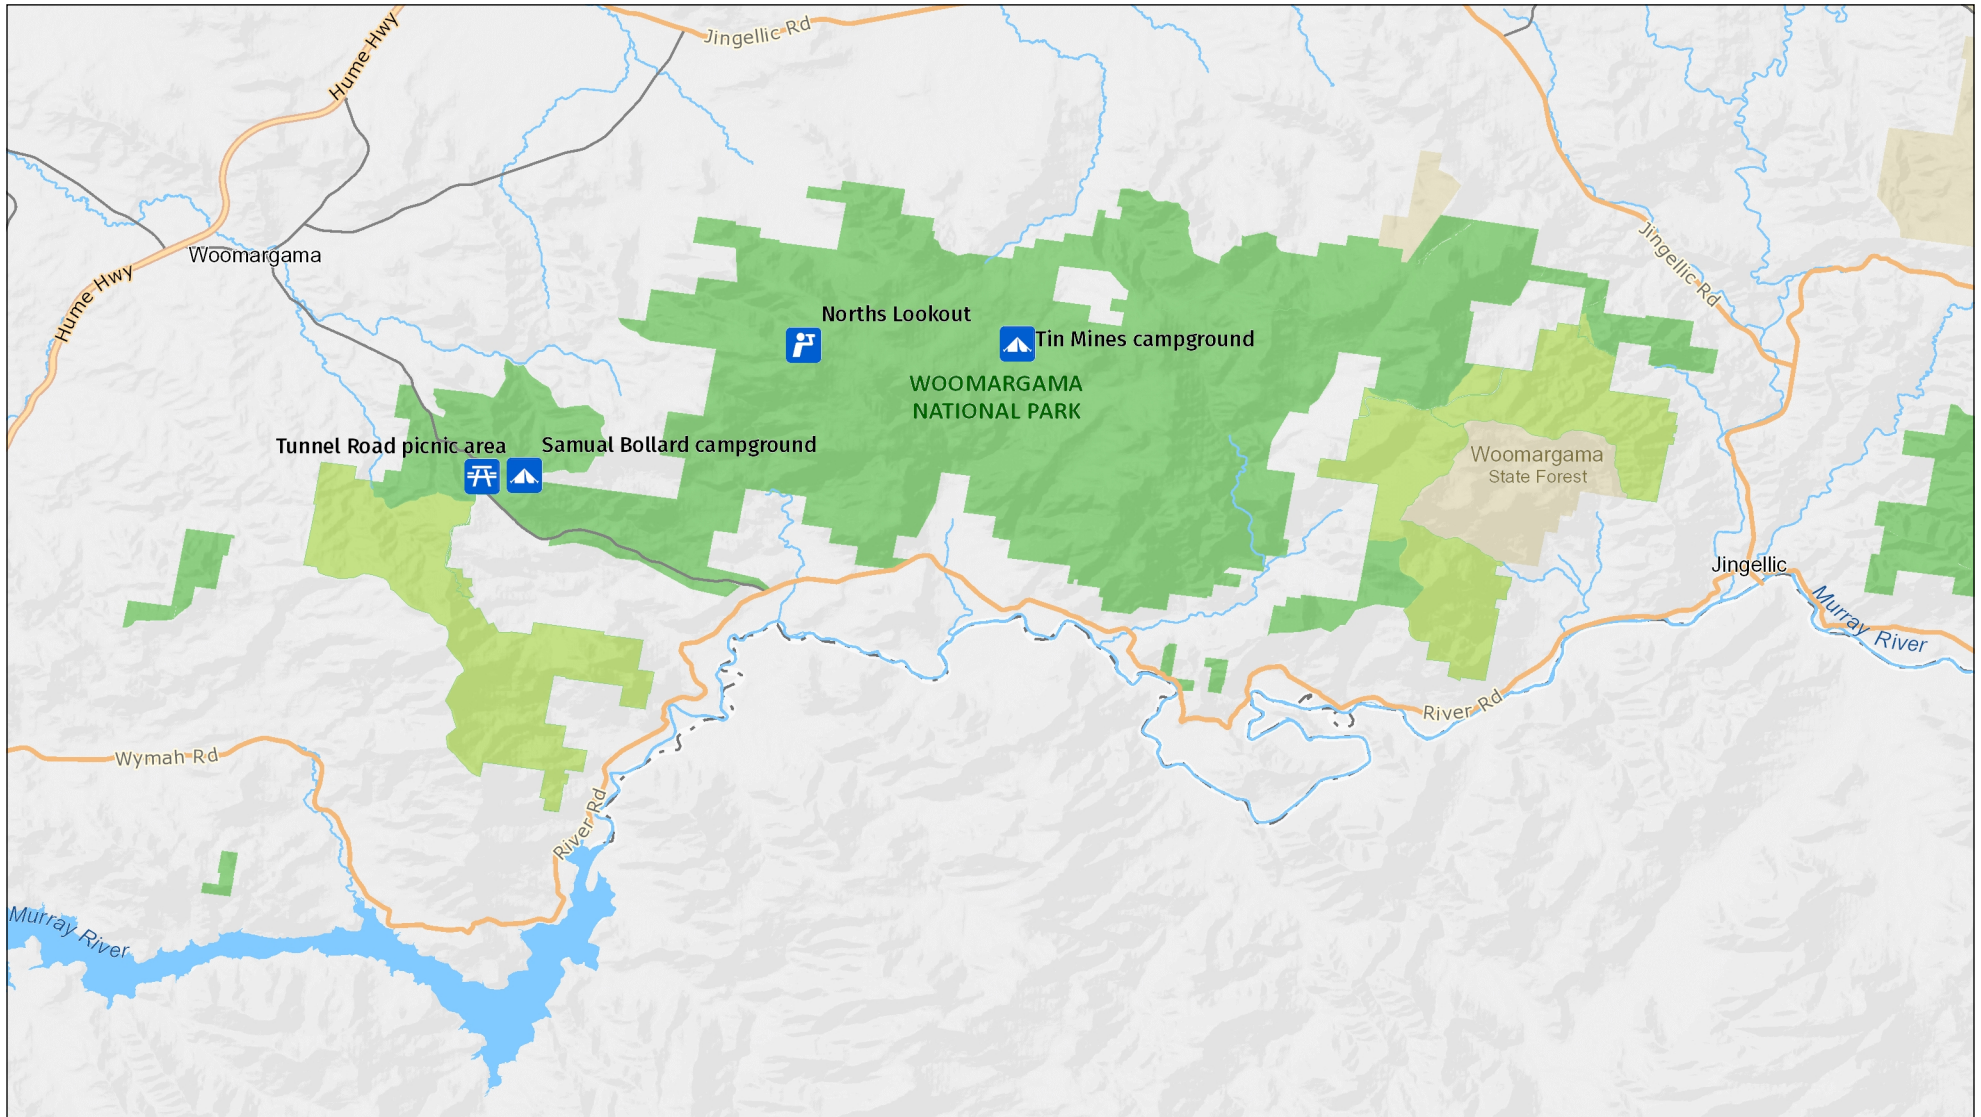 Hume Hwy
Jingellic Rd
Woomargama
Hume Hwy
Jingellic Rd
Norths Lookout
Tin Mines campground
WOOMARGAMA
NATIONAL PARK
Tunnel Road picnic area
Samual Bollard campground
Woomargama
State Forest
Jingellic
Murray River
River Rd
Wymah Rd
River Rd
Murray River